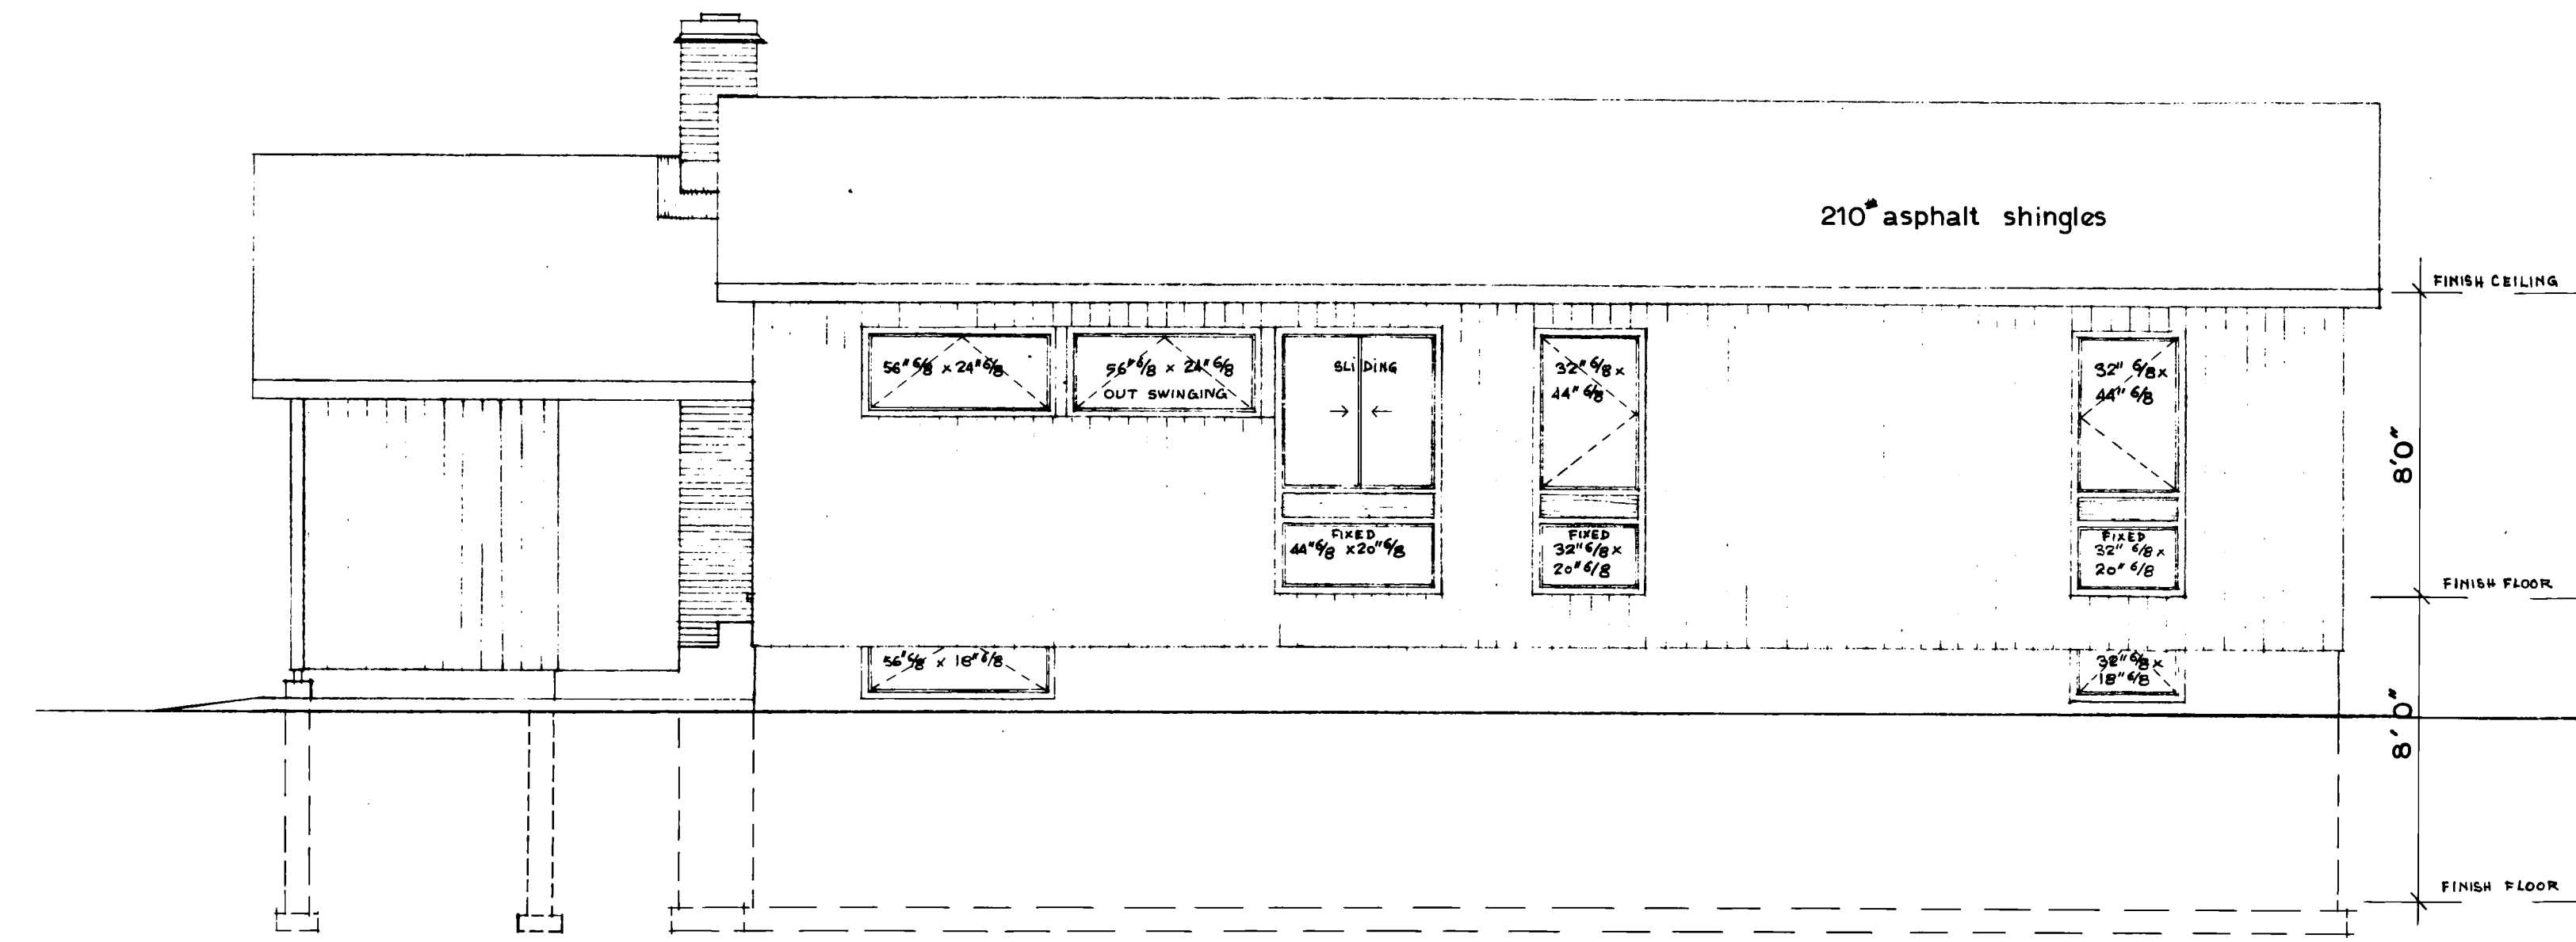 210# asphalt shingles
FINISH CEILING
56" 6/8 x 24" 6/8
56" 6/8 x 24" 6/8
OUT SWINGING
SLIDING
32" 6/8 x
44" 6/8
32" 6/8 x
44" 6/8
8'0"
FIXED
44" 6/8 x 20" 6/8
FIXED
32" 6/8 x
20" 6/8
FIXED
32" 6/8 x
20" 6/8
FINISH FLOOR
56" 6/8 x 18" 6/8
32" 6/8 x
18" 6/8
8'0"
FINISH FLOOR